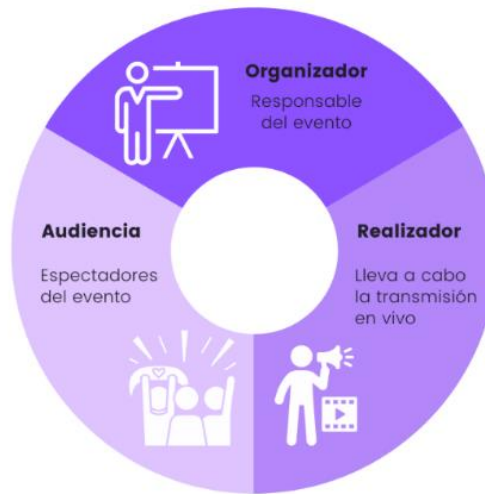 Organizador
Responsable
del evento
Audiencia
Espectadores
del evento
Realizador
Lleva a cabo
la transmisión
en vivo